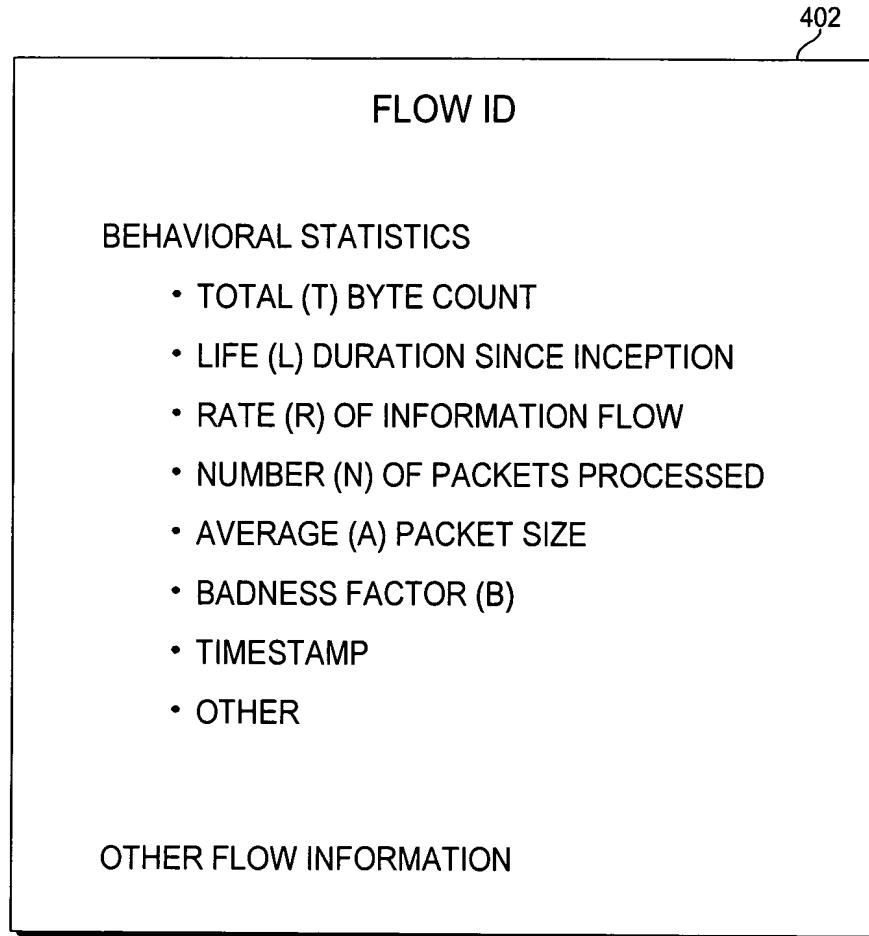 402
FLOW ID
BEHAVIORAL STATISTICS
• TOTAL (T) BYTE COUNT
• LIFE (L) DURATION SINCE INCEPTION
• RATE (R) OF INFORMATION FLOW
• NUMBER (N) OF PACKETS PROCESSED
• AVERAGE (A) PACKET SIZE
• BADNESS FACTOR (B)
• TIMESTAMP
• OTHER
OTHER FLOW INFORMATION